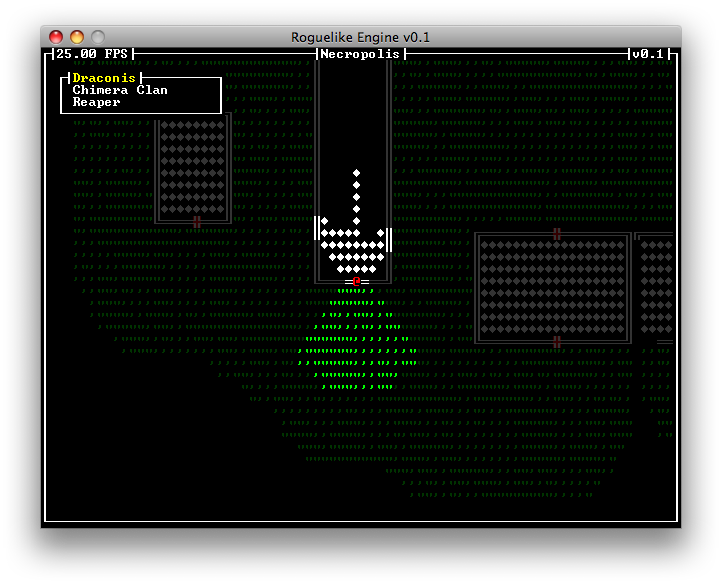 Roguelike Engine v0.1
25.00 FPS Necropolis v0.1
Draconis
Chimera Clan
Reaper